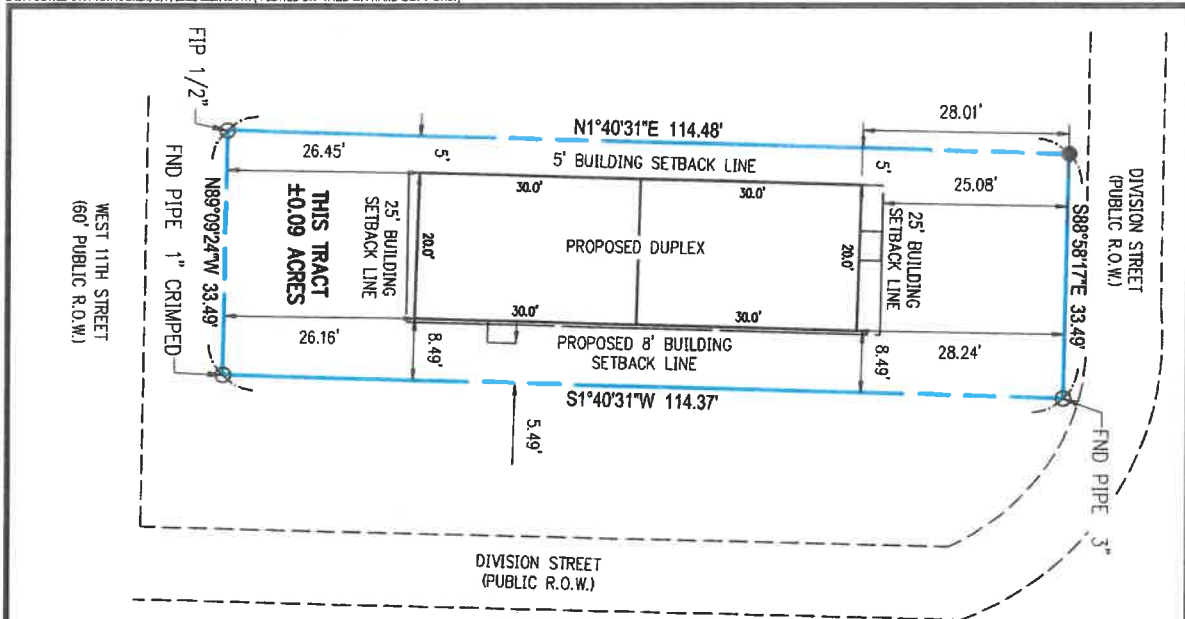 FIP 1/2"
N1°40'31"E 114.48'
28.01'
DIVISION STREET
(PUBLIC R.O.W.)
26.45'
5'
5' BUILDING SETBACK LINE
5'
25.08'
30.0'
30.0'
S88°58'17"E 33.49'
N89°09'24"W 33.49'
THIS TRACT
±0.09 ACRES
25' BUILDING
SETBACK LINE
20.0'
PROPOSED DUPLEX
20.0'
25' BUILDING
SETBACK LINE
WEST 11TH STREET
(60' PUBLIC R.O.W.)
FND PIPE 1" CRIMPED
30.0'
30.0'
26.16'
8.49'
PROPOSED 8' BUILDING
SETBACK LINE
8.49'
28.24'
S1°40'31"W 114.37'
5.49'
FND PIPE 3"
DIVISION STREET
(PUBLIC R.O.W.)